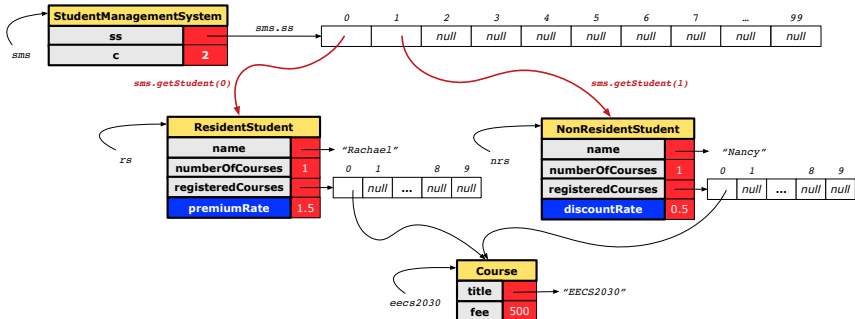 StudentManagementSystem
ss
c 2
sms
sms.ss
0 1 2 3 4 5 6 7 … 99
null null null null null null null null
sms.getStudent(0)
sms.getStudent(1)
ResidentStudent
name
numberOfCourses 1
registeredCourses
premiumRate 1.5
rs
"Rachael"
0 1 8 9
null ... null null
NonResidentStudent
name
numberOfCourses 1
registeredCourses
discountRate 0.5
nrs
"Nancy"
0 1 8 9
null ... null null
Course
title
fee 500
eecs2030
"EECS2030"